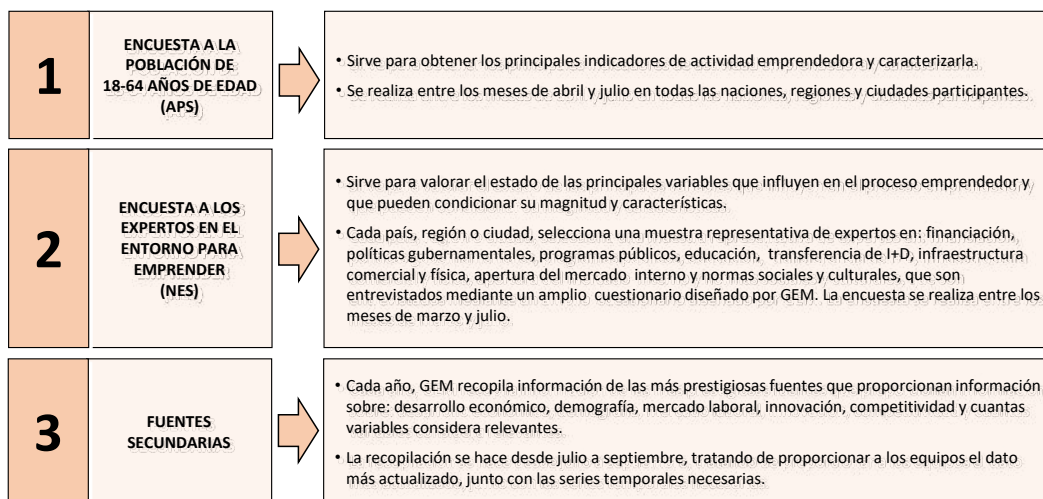 1
ENCUESTA A LA
POBLACIÓN DE
18-64 AÑOS DE EDAD
(APS)
• Sirve para obtener los principales indicadores de actividad emprendedora y caracterizarla.
• Se realiza entre los meses de abril y julio en todas las naciones, regiones y ciudades participantes.
2
ENCUESTA A LOS
EXPERTOS EN EL
ENTORNO PARA
EMPRENDER
(NES)
• Sirve para valorar el estado de las principales variables que influyen en el proceso emprendedor y
que pueden condicionar su magnitud y características.
• Cada país, región o ciudad, selecciona una muestra representativa de expertos en: financiación,
políticas gubernamentales, programas públicos, educación, transferencia de I+D, infraestructura
comercial y física, apertura del mercado interno y normas sociales y culturales, que son
entrevistados mediante un amplio cuestionario diseñado por GEM. La encuesta se realiza entre los
meses de marzo y julio.
3
FUENTES
SECUNDARIAS
• Cada año, GEM recopila información de las más prestigiosas fuentes que proporcionan información
sobre: desarrollo económico, demografía, mercado laboral, innovación, competitividad y cuantas
variables considera relevantes.
• La recopilación se hace desde julio a septiembre, tratando de proporcionar a los equipos el dato
más actualizado, junto con las series temporales necesarias.